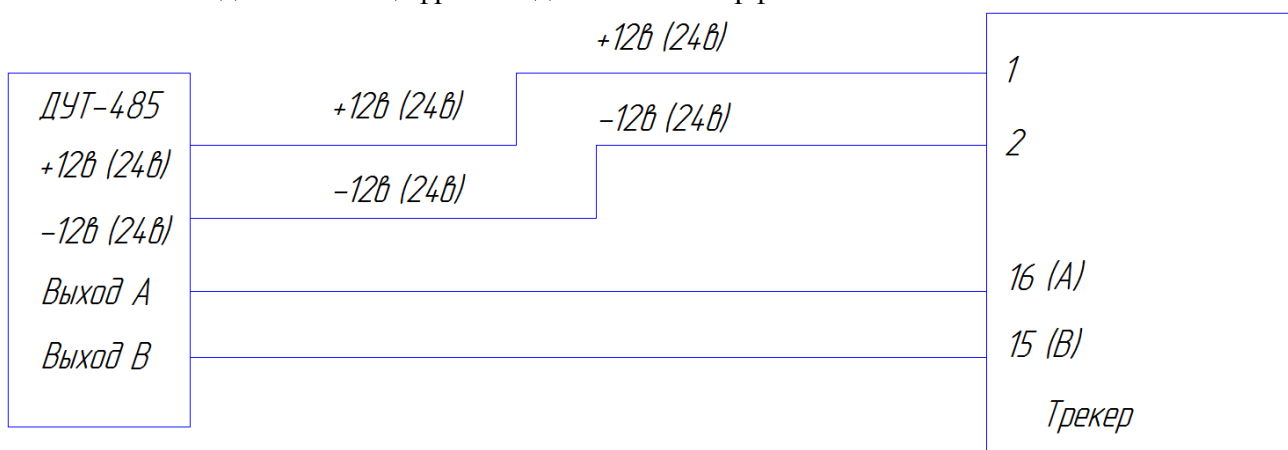 +12в (24в)
ДУТ-485
+12в (24в)
-12в (24в)
1
+12в (24в)
-12в (24в)
2
-12в (24в)
Выход А
16 (А)
Выход В
15 (В)
Трекер